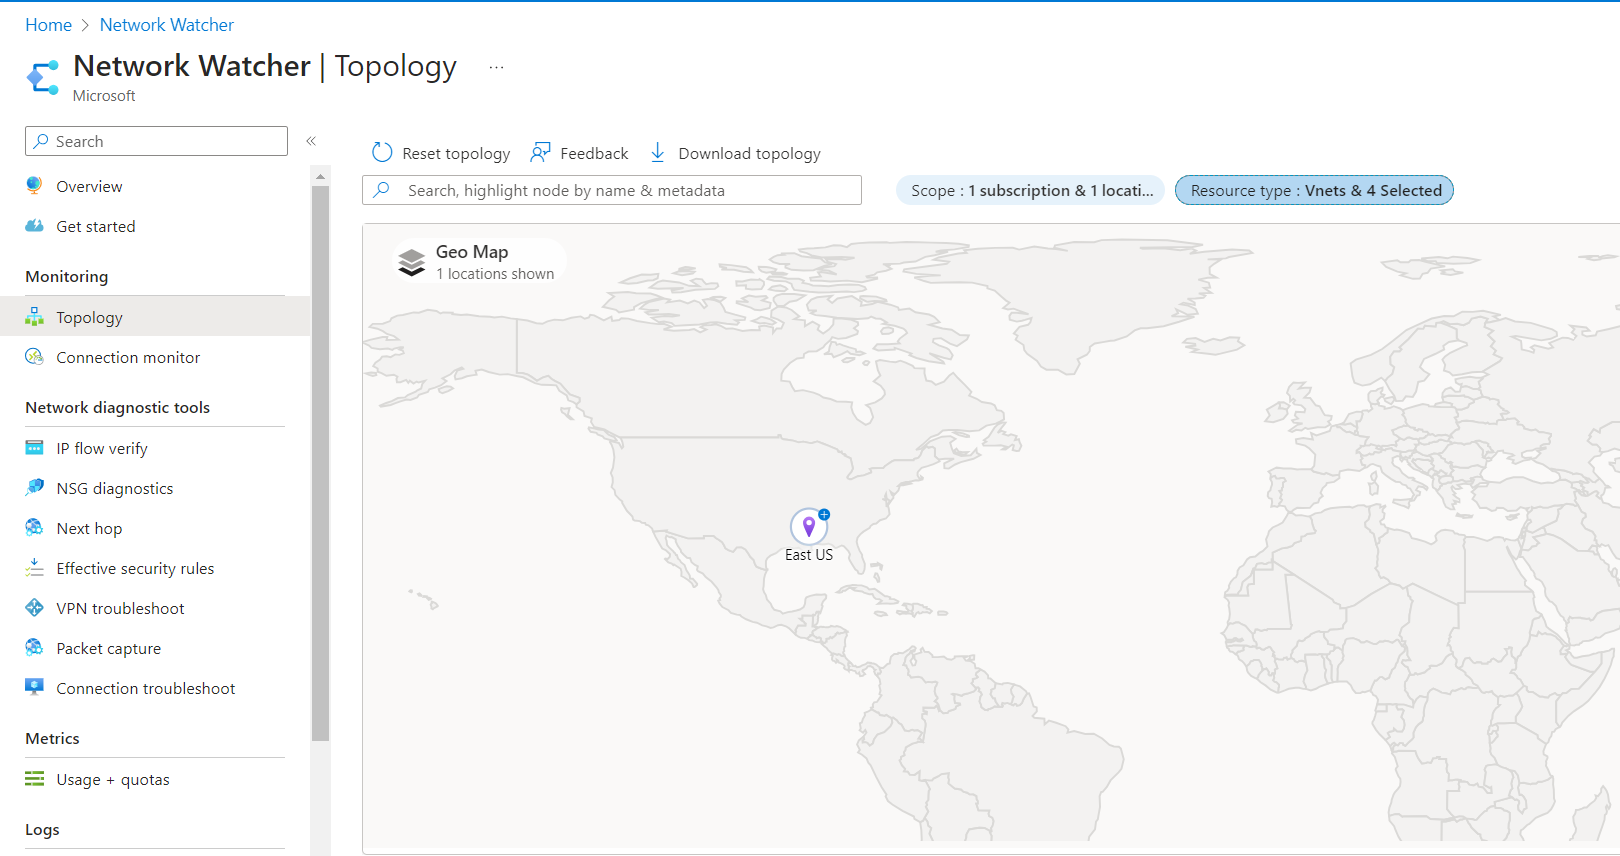 Home > Network Watcher
Network Watcher | Topology ...
Microsoft
Search «
Overview
Get started
Monitoring
Topology
Connection monitor
Network diagnostic tools
IP flow verify
NSG diagnostics
Next hop
Effective security rules
VPN troubleshoot
Packet capture
Connection troubleshoot
Metrics
Usage + quotas
Logs
Reset topology Feedback Download topology
Search, highlight node by name & metadata Scope : 1 subscription & 1 locati... Resource type : Vnets & 4 Selected
Geo Map
1 locations shown
East US